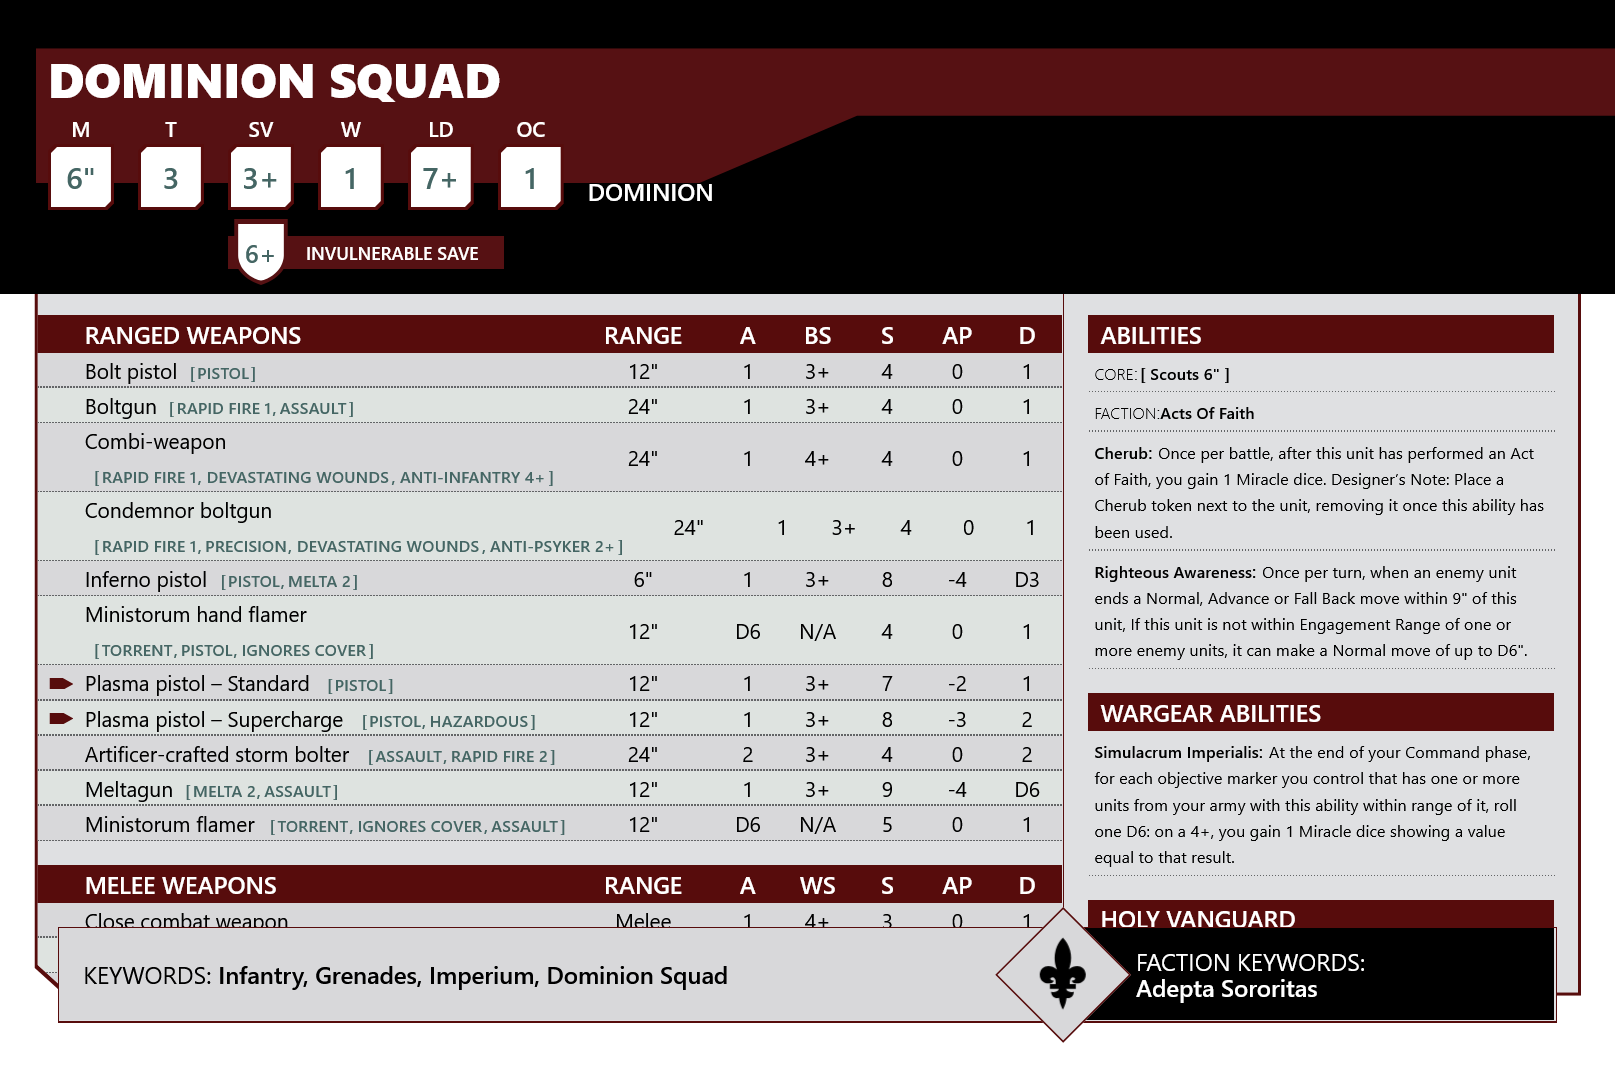 DOMINION SQUAD
M T SV W LD OC
6" 3 3+ 1 7+ 1 DOMINION
6+ INVULNERABLE SAVE
RANGED WEAPONS RANGE A BS S AP D
Bolt pistol [PISTOL] 12" 1 3+ 4 0 1
Boltgun [RAPID FIRE 1, ASSAULT] 24" 1 3+ 4 0 1
Combi-weapon
[RAPID FIRE 1, DEVASTATING WOUNDS, ANTI-INFANTRY 4+] 24" 1 4+ 4 0 1
Condemnor boltgun
[RAPID FIRE 1, PRECISION, DEVASTATING WOUNDS, ANTI-PSYKER 2+] 24" 1 3+ 4 0 1
Inferno pistol [PISTOL, MELTA 2] 6" 1 3+ 8 -4 D3
Ministorum hand flamer
[TORRENT, PISTOL, IGNORES COVER] 12" D6 N/A 4 0 1
Plasma pistol – Standard [PISTOL] 12" 1 3+ 7 -2 1
Plasma pistol – Supercharge [PISTOL, HAZARDOUS] 12" 1 3+ 8 -3 2
Artificer-crafted storm bolter [ASSAULT, RAPID FIRE 2] 24" 2 3+ 4 0 2
Meltagun [MELTA 2, ASSAULT] 12" 1 3+ 9 -4 D6
Ministorum flamer [TORRENT, IGNORES COVER, ASSAULT] 12" D6 N/A 5 0 1
MELEE WEAPONS RANGE A WS S AP D
Close combat weapon Melee 1 4+ 3 0 1
ABILITIES
CORE: [ Scouts 6" ]
FACTION:Acts Of Faith
Cherub: Once per battle, after this unit has performed an Act
of Faith, you gain 1 Miracle dice. Designer's Note: Place a
Cherub token next to the unit, removing it once this ability has
been used.
Righteous Awareness: Once per turn, when an enemy unit
ends a Normal, Advance or Fall Back move within 9" of this
unit, If this unit is not within Engagement Range of one or
more enemy units, it can make a Normal move of up to D6".
WARGEAR ABILITIES
Simulacrum Imperialis: At the end of your Command phase,
for each objective marker you control that has one or more
units from your army with this ability within range of it, roll
one D6: on a 4+, you gain 1 Miracle dice showing a value
equal to that result.
HOLY VANGUARD
KEYWORDS: Infantry, Grenades, Imperium, Dominion Squad
FACTION KEYWORDS:
Adepta Sororitas